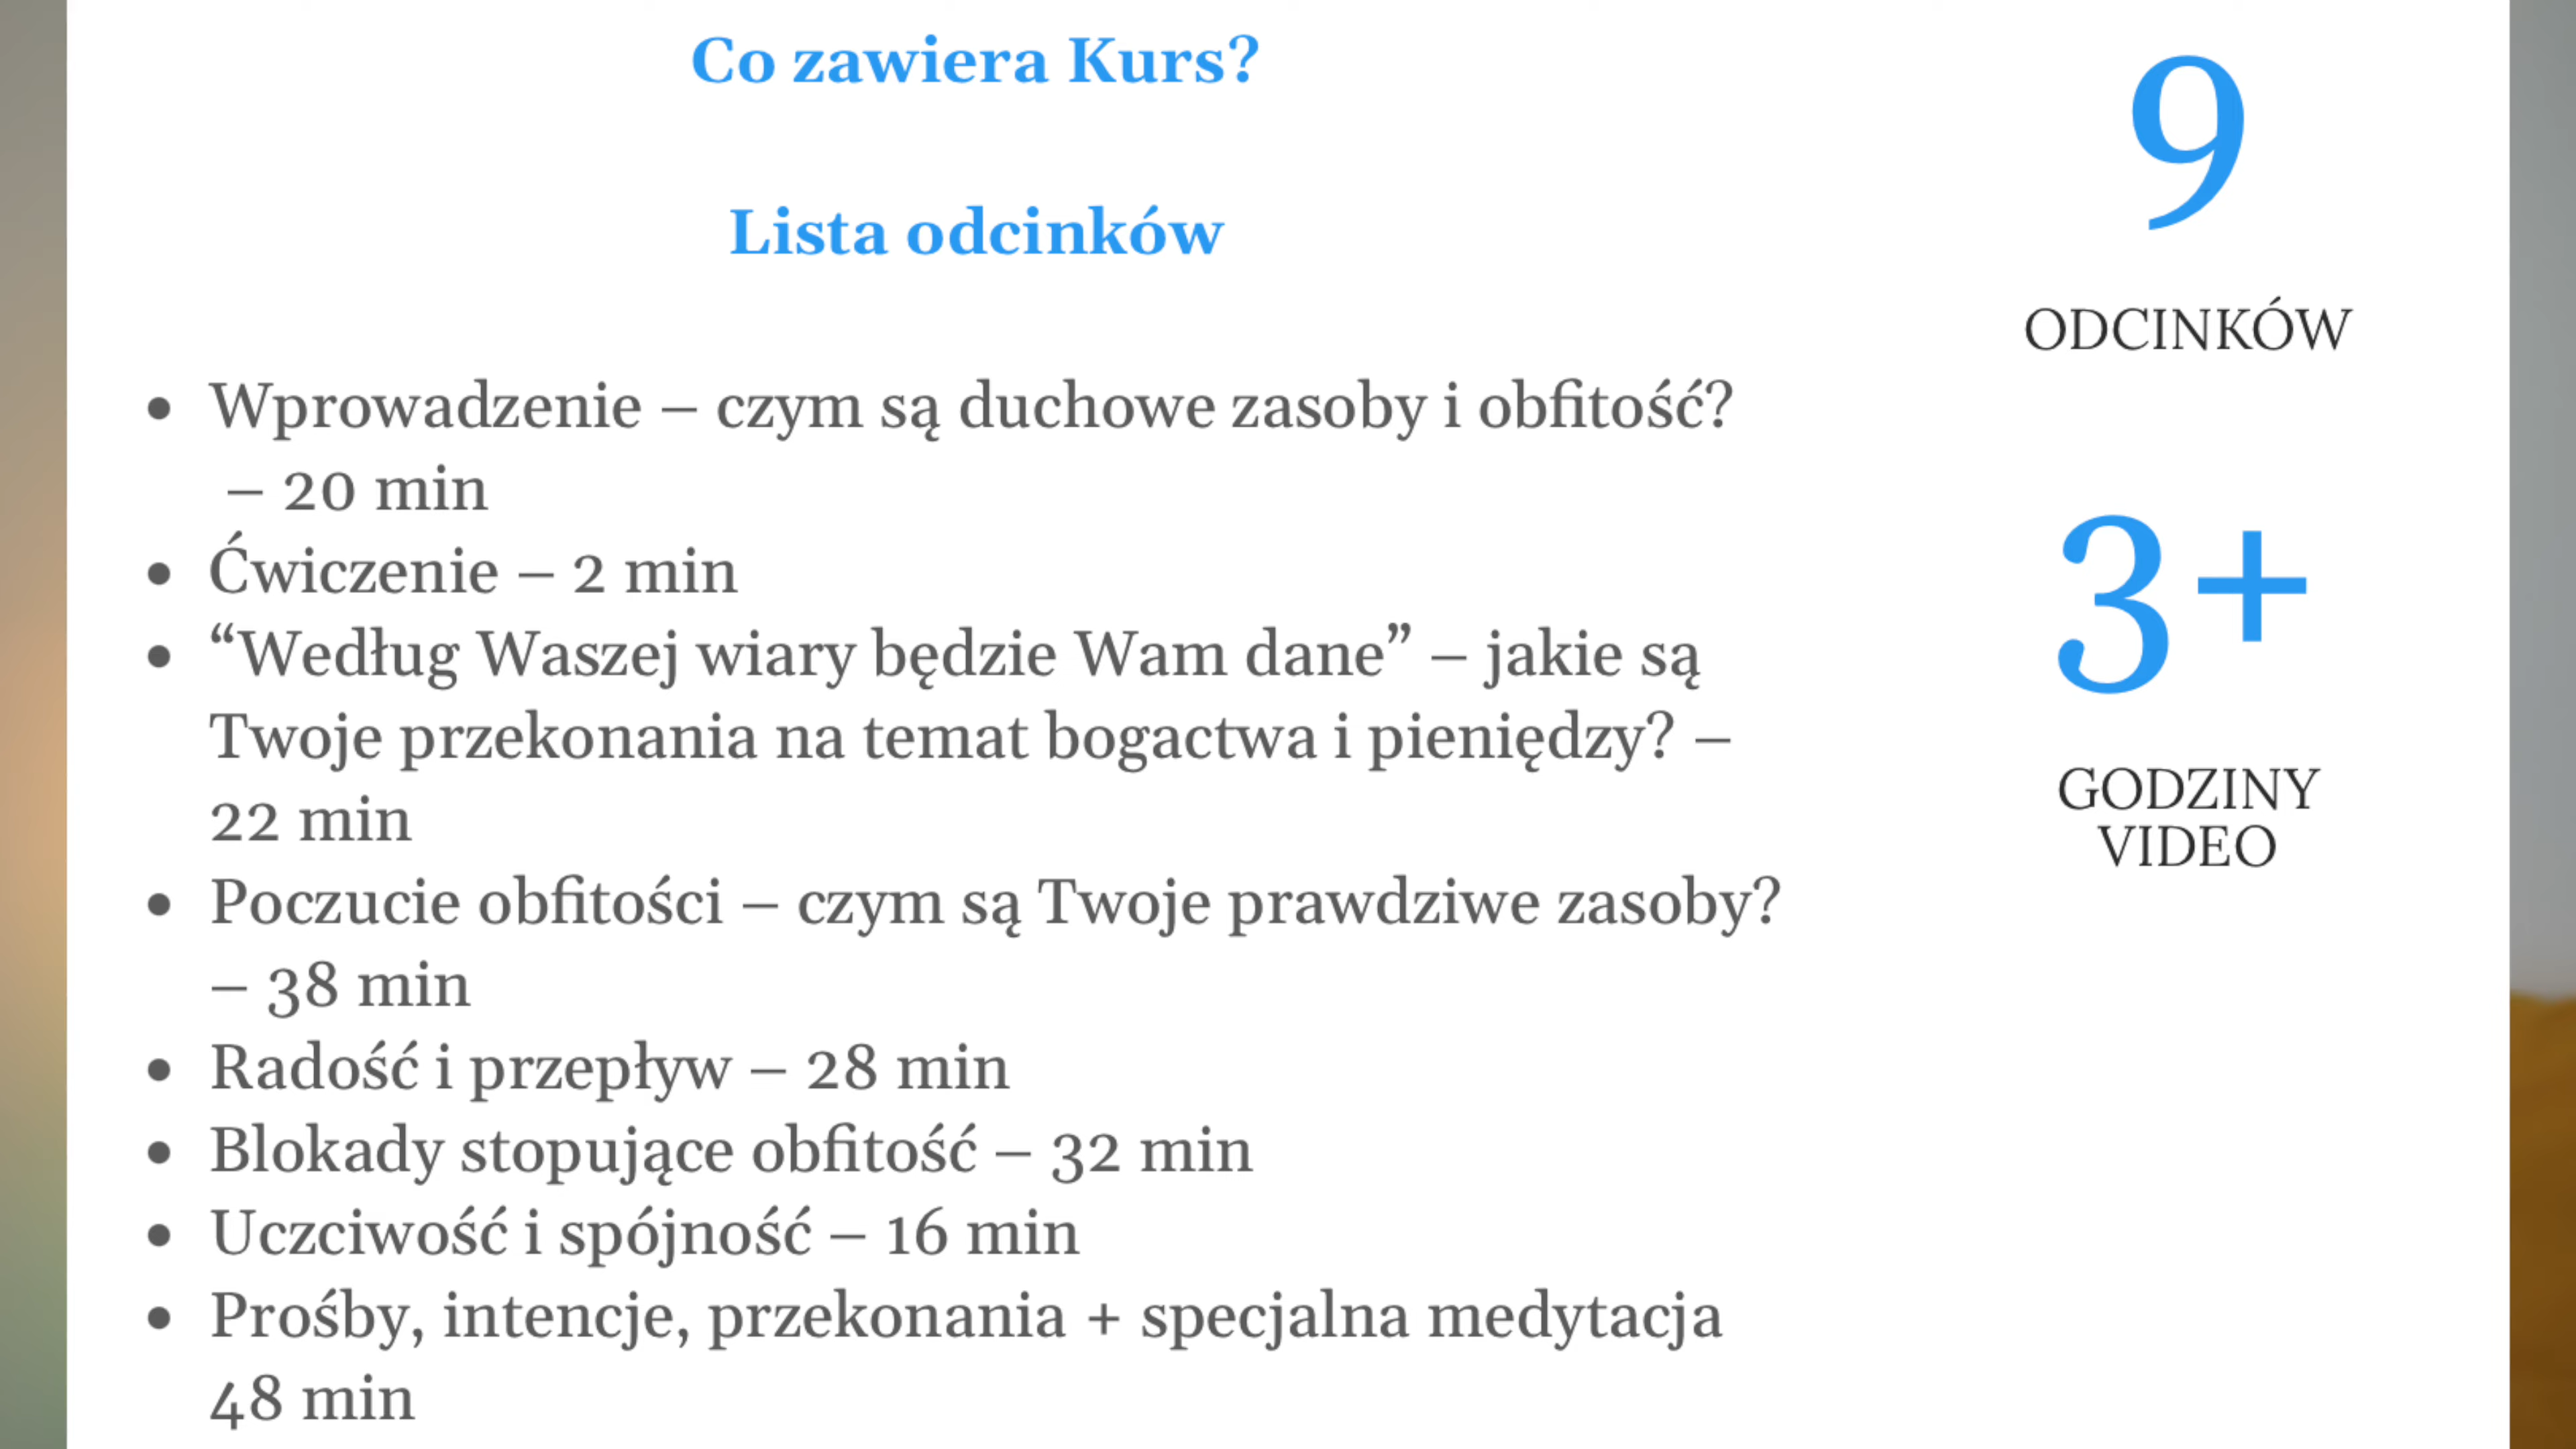 Co zawiera Kurs?
Lista odcinków
• Wprowadzenie – czym są duchowe zasoby i obfitość?
– 20 min
• Ćwiczenie – 2 min
• “Według Waszej wiary będzie Wam dane” – jakie są
Twoje przekonania na temat bogactwa i pieniędzy? –
22 min
• Poczucie obfitości – czym są Twoje prawdziwe zasoby?
– 38 min
• Radość i przepływ – 28 min
• Blokady stopujące obfitość – 32 min
• Uczciwość i spójność – 16 min
• Prośby, intencje, przekonania + specjalna medytacja
48 min
9
ODCINKÓW
3+
GODZINY
VIDEO